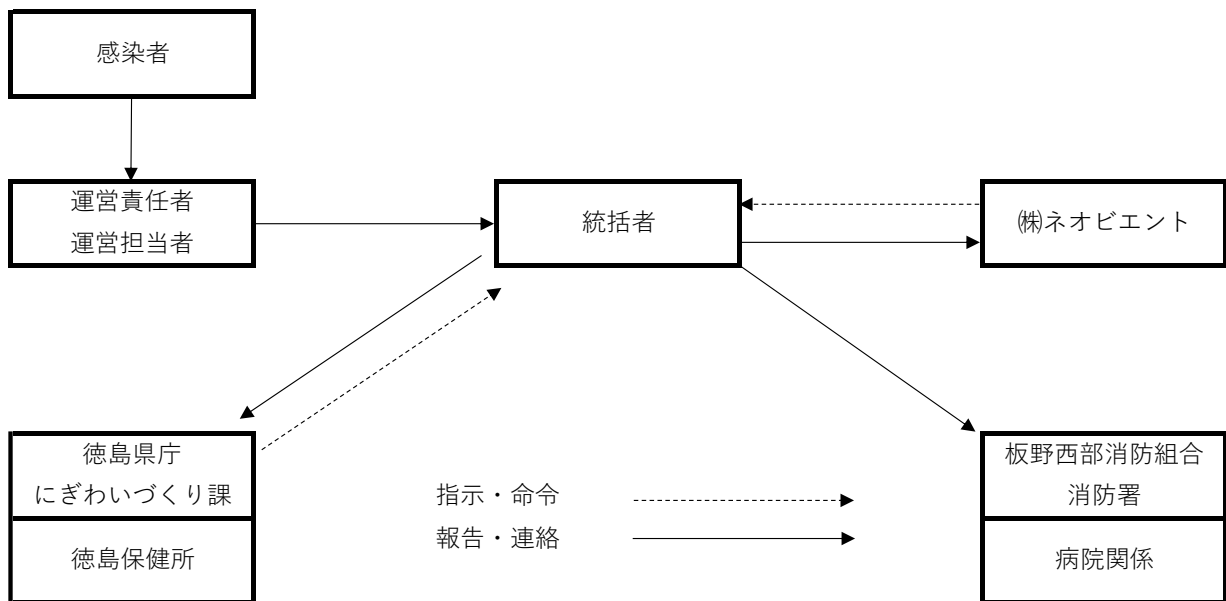 感染者
運営責任者
運営担当者
統括者
㈱ネオビエント
徳島県庁
にぎわいづくり課
徳島保健所
指示・命令
報告・連絡
板野西部消防組合
消防署
病院関係